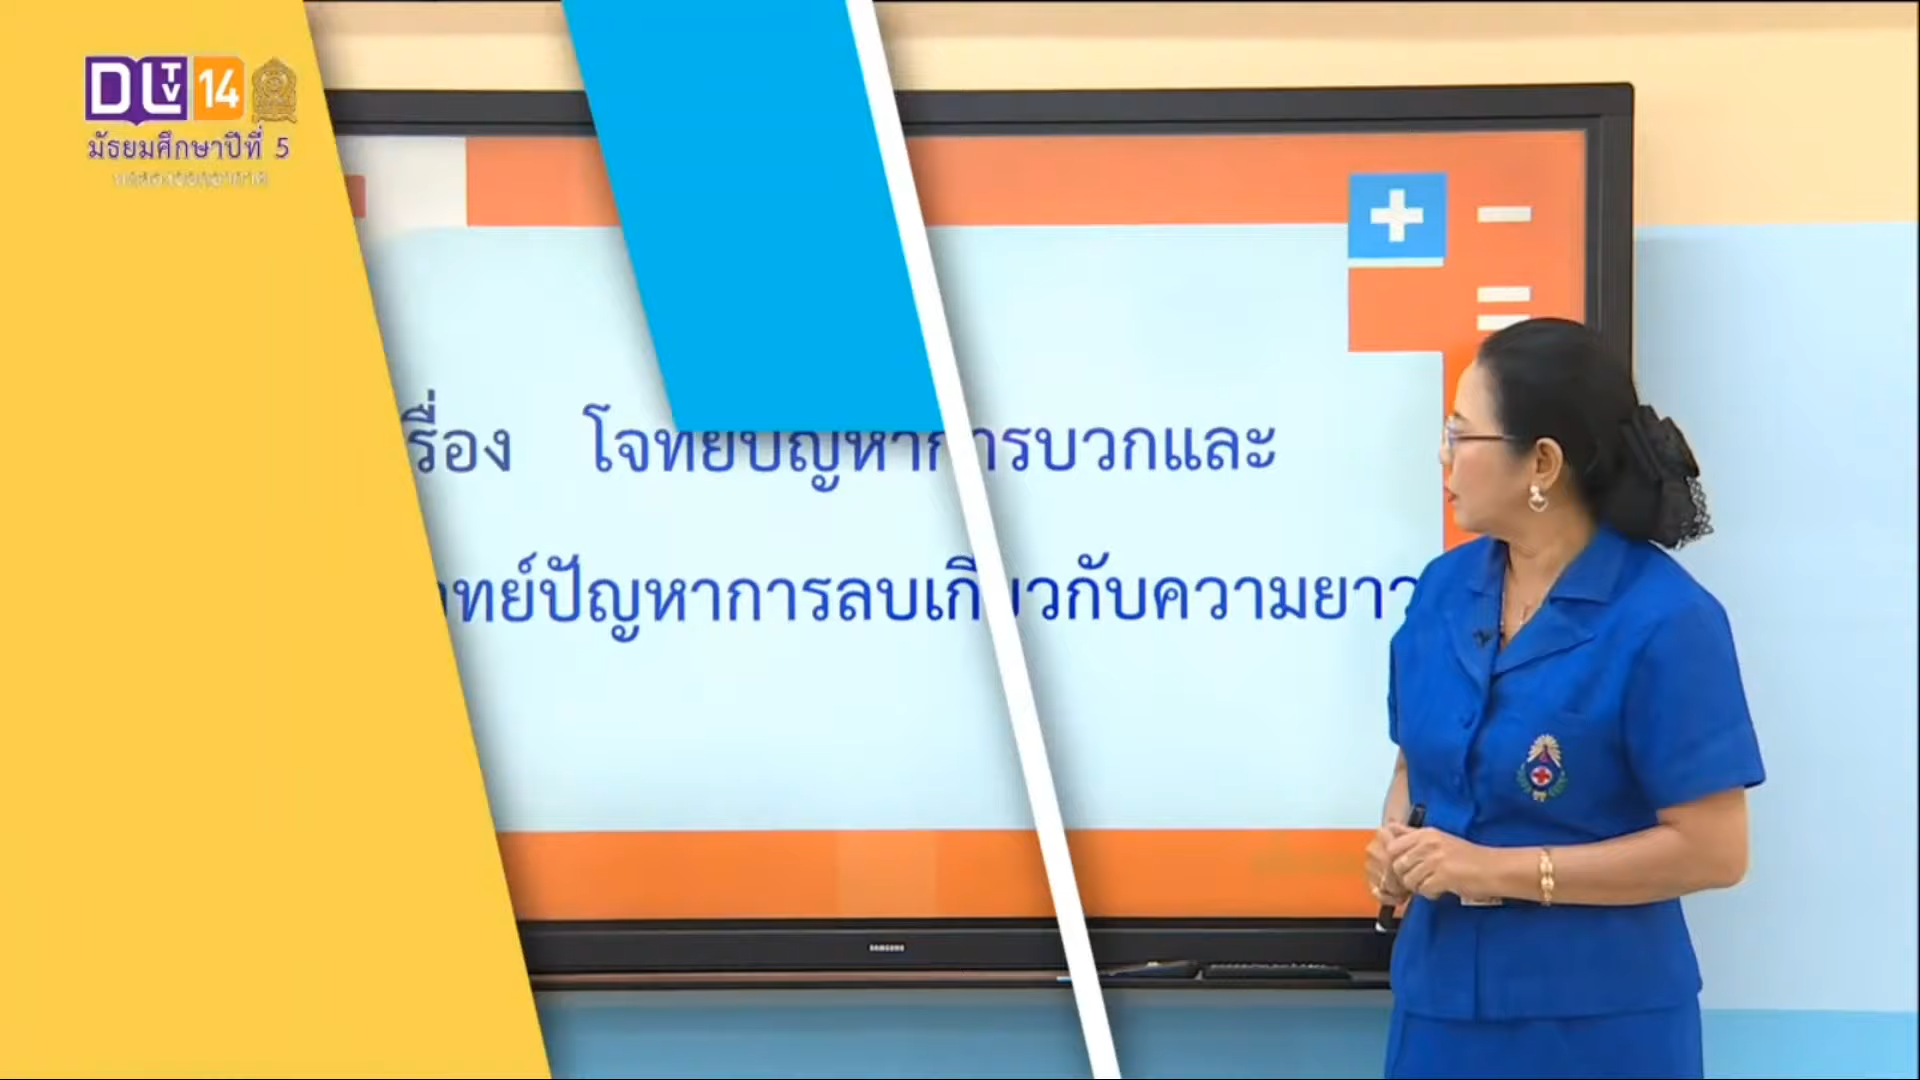 DLTV 14
มัธยมศึกษาปีที่ 5
รื่อง โจทย์ปัญหาการบวกและ
ทย์ปัญหาการลบเกี่ยวกับความยาว
SAMSUNG